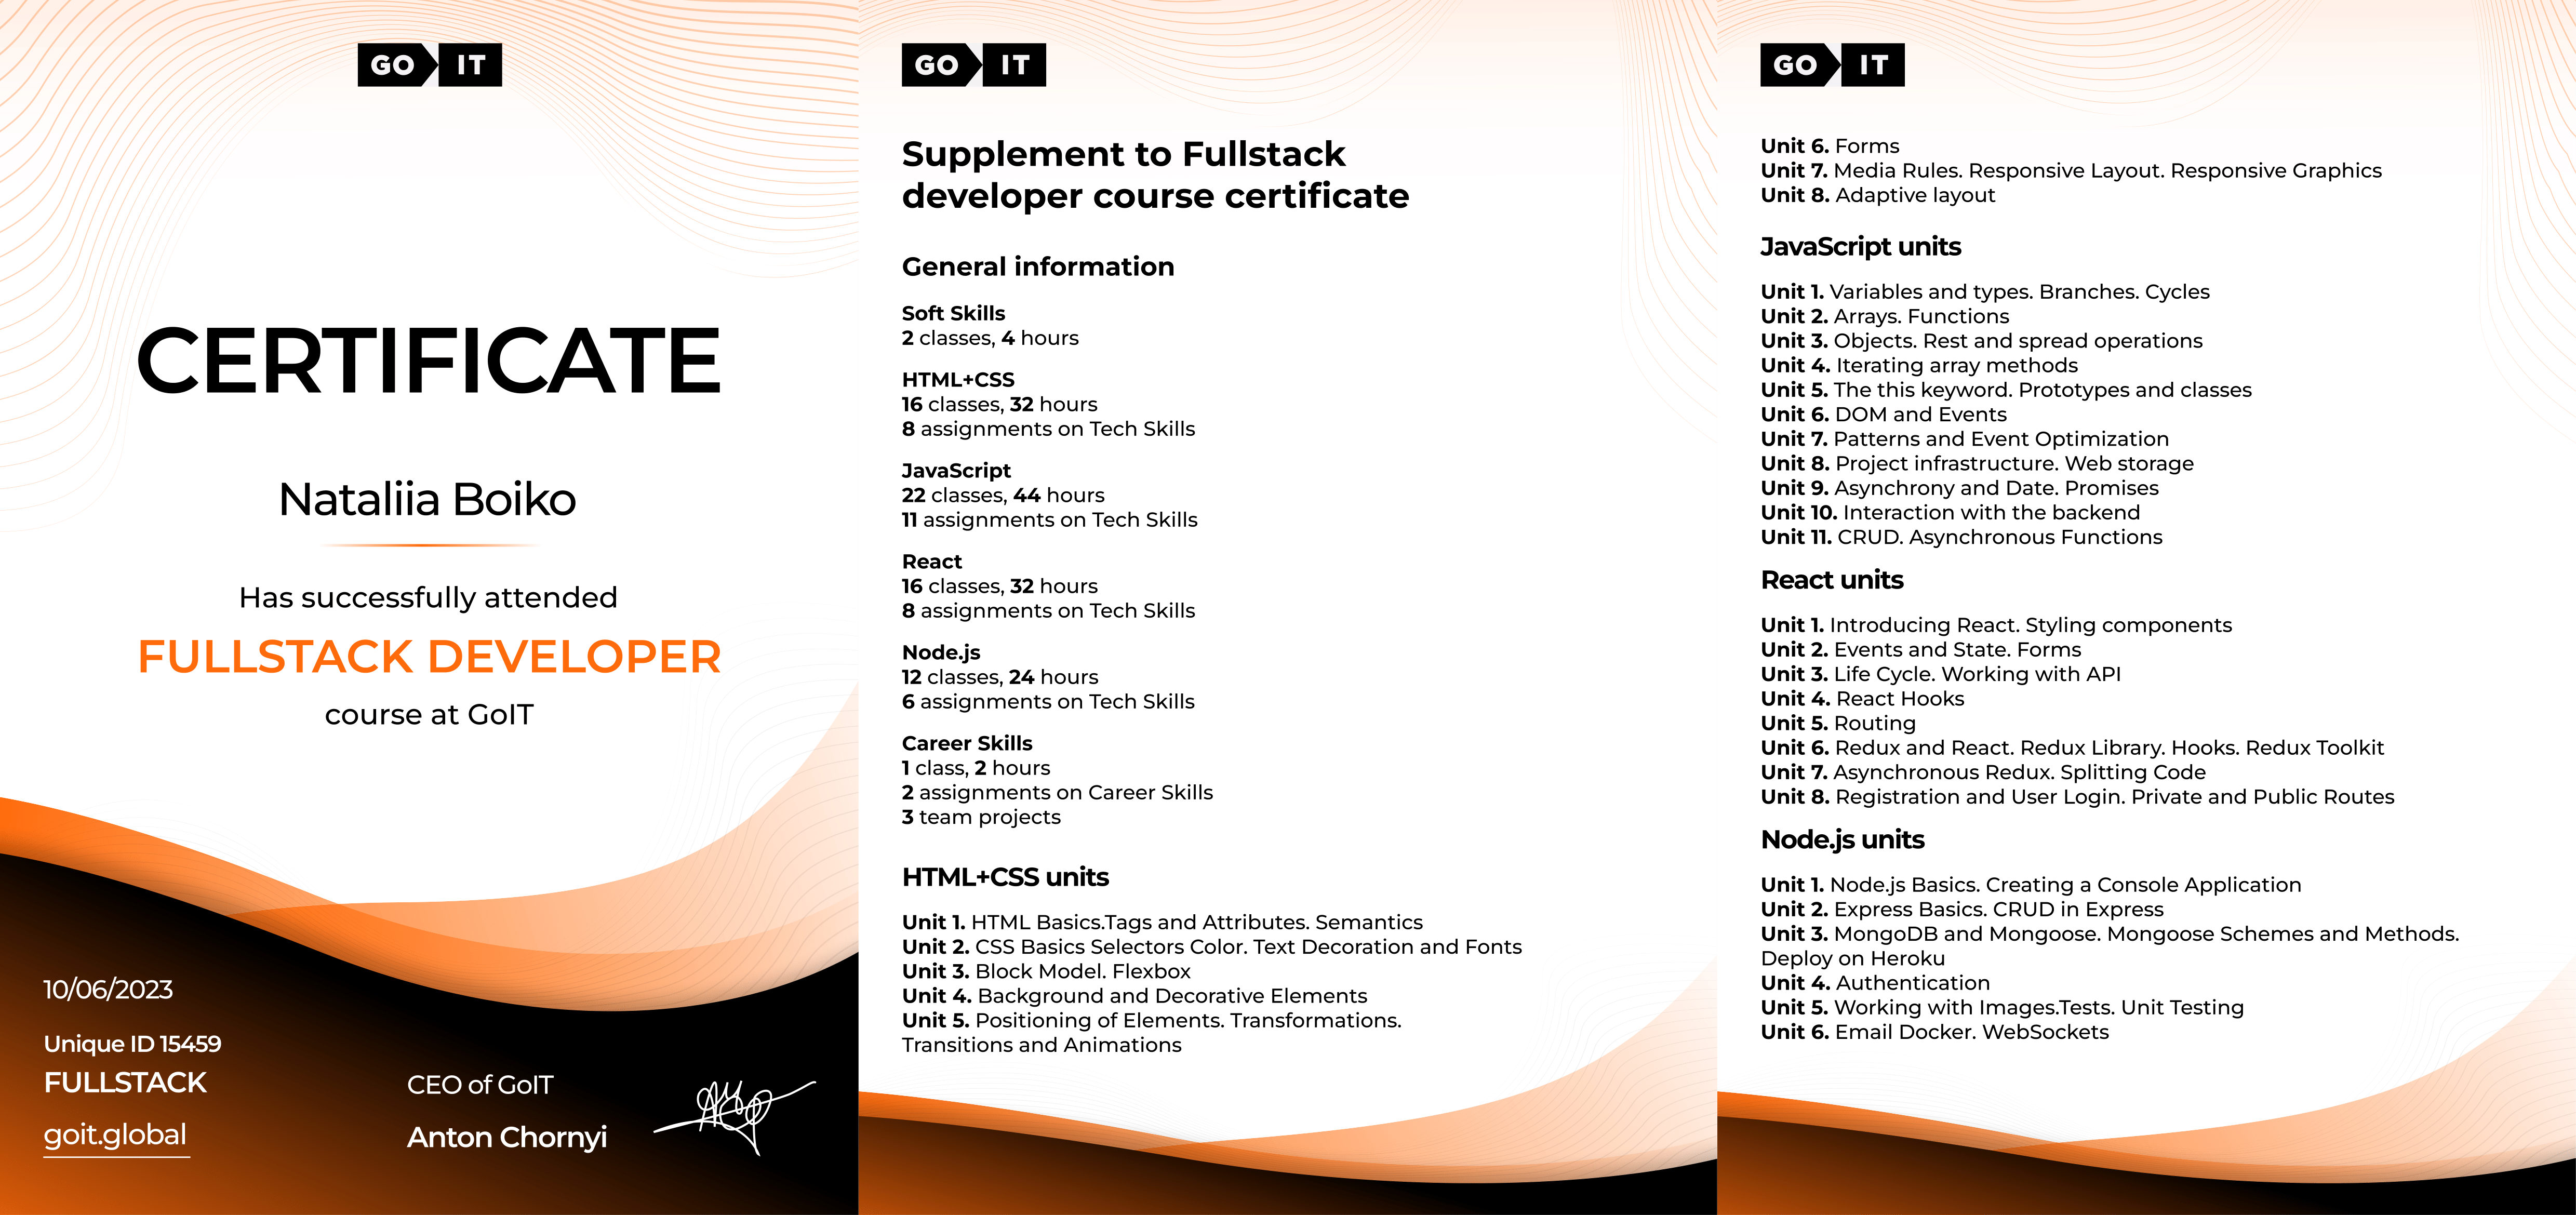 GO IT
CERTIFICATE
Nataliia Boiko
Has successfully attended
FULLSTACK DEVELOPER
course at GoIT
10/06/2023
Unique ID 15459
FULLSTACK
goit.global
CEO of GoIT
Anton Chornyi
GO IT
Supplement to Fullstack
developer course certificate
General information
Soft Skills
2 classes, 4 hours
HTML+CSS
16 classes, 32 hours
8 assignments on Tech Skills
JavaScript
22 classes, 44 hours
11 assignments on Tech Skills
React
16 classes, 32 hours
8 assignments on Tech Skills
Node.js
12 classes, 24 hours
6 assignments on Tech Skills
Career Skills
1 class, 2 hours
2 assignments on Career Skills
3 team projects
HTML+CSS units
Unit 1. HTML Basics.Tags and Attributes. Semantics
Unit 2. CSS Basics Selectors Color. Text Decoration and Fonts
Unit 3. Block Model. Flexbox
Unit 4. Background and Decorative Elements
Unit 5. Positioning of Elements. Transformations.
Transitions and Animations
GO IT
Unit 6. Forms
Unit 7. Media Rules. Responsive Layout. Responsive Graphics
Unit 8. Adaptive layout
JavaScript units
Unit 1. Variables and types. Branches. Cycles
Unit 2. Arrays. Functions
Unit 3. Objects. Rest and spread operations
Unit 4. Iterating array methods
Unit 5. The this keyword. Prototypes and classes
Unit 6. DOM and Events
Unit 7. Patterns and Event Optimization
Unit 8. Project infrastructure. Web storage
Unit 9. Asynchrony and Date. Promises
Unit 10. Interaction with the backend
Unit 11. CRUD. Asynchronous Functions
React units
Unit 1. Introducing React. Styling components
Unit 2. Events and State. Forms
Unit 3. Life Cycle. Working with API
Unit 4. React Hooks
Unit 5. Routing
Unit 6. Redux and React. Redux Library. Hooks. Redux Toolkit
Unit 7. Asynchronous Redux. Splitting Code
Unit 8. Registration and User Login. Private and Public Routes
Node.js units
Unit 1. Node.js Basics. Creating a Console Application
Unit 2. Express Basics. CRUD in Express
Unit 3. MongoDB and Mongoose. Mongoose Schemes and Methods.
Deploy on Heroku
Unit 4. Authentication
Unit 5. Working with Images.Tests. Unit Testing
Unit 6. Email Docker. WebSockets